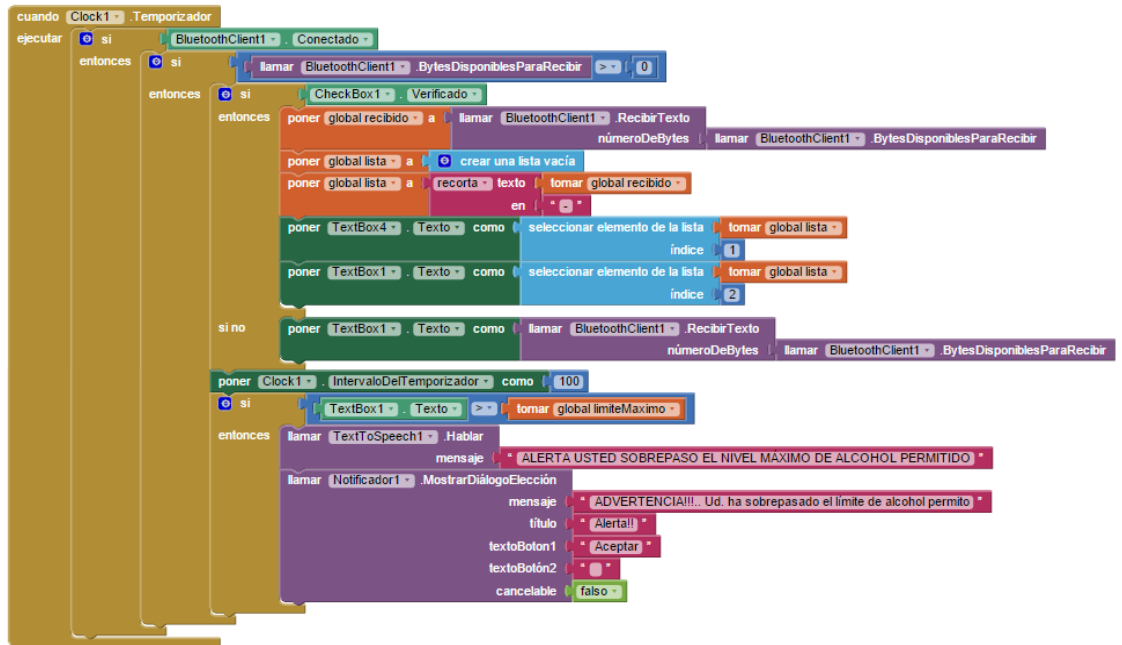 cuando Clock1 .Temporizador
ejecutar si BluetoothClient1 . Conectado
entonces si llamar BluetoothClient1 .BytesDisponiblesParaRecibir > 0
entonces si CheckBox1 . Verificado
entonces poner global recibido a llamar BluetoothClient1 .RecibirTexto
númeroDeBytes llamar BluetoothClient1 .BytesDisponiblesParaRecibir
poner global lista a crear una lista vacía
poner global lista a recorta texto tomar global recibido
en " - "
poner TextBox4 . Texto como seleccionar elemento de la lista tomar global lista
índice 1
poner TextBox1 . Texto como seleccionar elemento de la lista tomar global lista
índice 2
si no poner TextBox1 . Texto como llamar BluetoothClient1 .RecibirTexto
númeroDeBytes llamar BluetoothClient1 .BytesDisponiblesParaRecibir
poner Clock1 . IntervaloDelTemporizador como 100
si TextBox1 . Texto > tomar global limiteMaximo
entonces llamar TextToSpeech1 .Hablar
mensaje " ALERTA USTED SOBREPASO EL NIVEL MÁXIMO DE ALCOHOL PERMITIDO "
llamar Notificador1 .MostrarDiálogoElección
mensaje " ADVERTENCIA!!!.. Ud. ha sobrepasado el límite de alcohol permito "
título " Alerta!! "
textoBoton1 " Aceptar "
textoBotón2 " "
cancelable falso